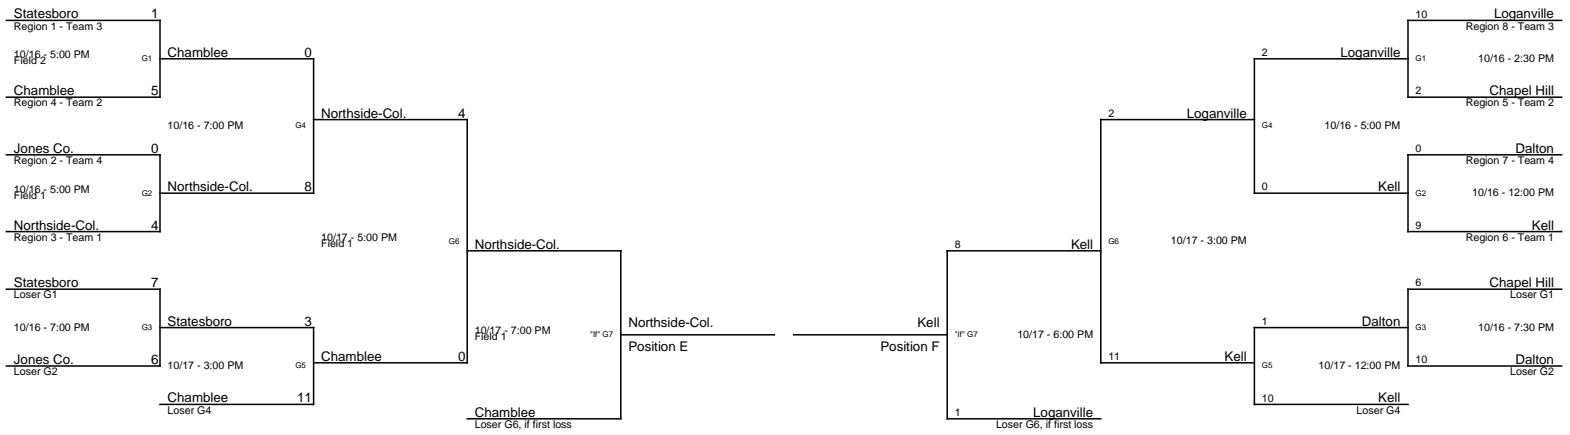 Statesboro 1
Region 1 - Team 3
10/16 - 5:00 PM
Field 2
G1
Chamblee 0
Chamblee 5
Region 4 - Team 2
10/16 - 7:00 PM
G4
Northside-Col. 4
Jones Co. 0
Region 2 - Team 4
10/16 - 5:00 PM
Field 1
G2
Northside-Col. 8
Northside-Col. 4
Region 3 - Team 1
10/17 - 5:00 PM
Field 1
G6
Northside-Col.
Statesboro 7
Loser G1
10/16 - 7:00 PM
G3
Statesboro 3
Jones Co. 6
Loser G2
10/17 - 3:00 PM
G5
Chamblee 0
Chamblee 11
Loser G4
10/17 - 7:00 PM
Field 1
"If" G7
Northside-Col.
Position E
Chamblee
Loser G6, if first loss
10 Loganville
Region 8 - Team 3
2 Loganville
G1
10/16 - 2:30 PM
2 Chapel Hill
Region 5 - Team 2
2 Loganville
G4
10/16 - 5:00 PM
0 Dalton
Region 7 - Team 4
0 Kell
G2
10/16 - 12:00 PM
9 Kell
Region 6 - Team 1
8 Kell
G6
10/17 - 3:00 PM
6 Chapel Hill
Loser G1
1 Dalton
G3
10/16 - 7:30 PM
10 Dalton
Loser G2
11 Kell
G5
10/17 - 12:00 PM
10 Kell
Loser G4
Kell
Position F
"If" G7
10/17 - 6:00 PM
1 Loganville
Loser G6, if first loss